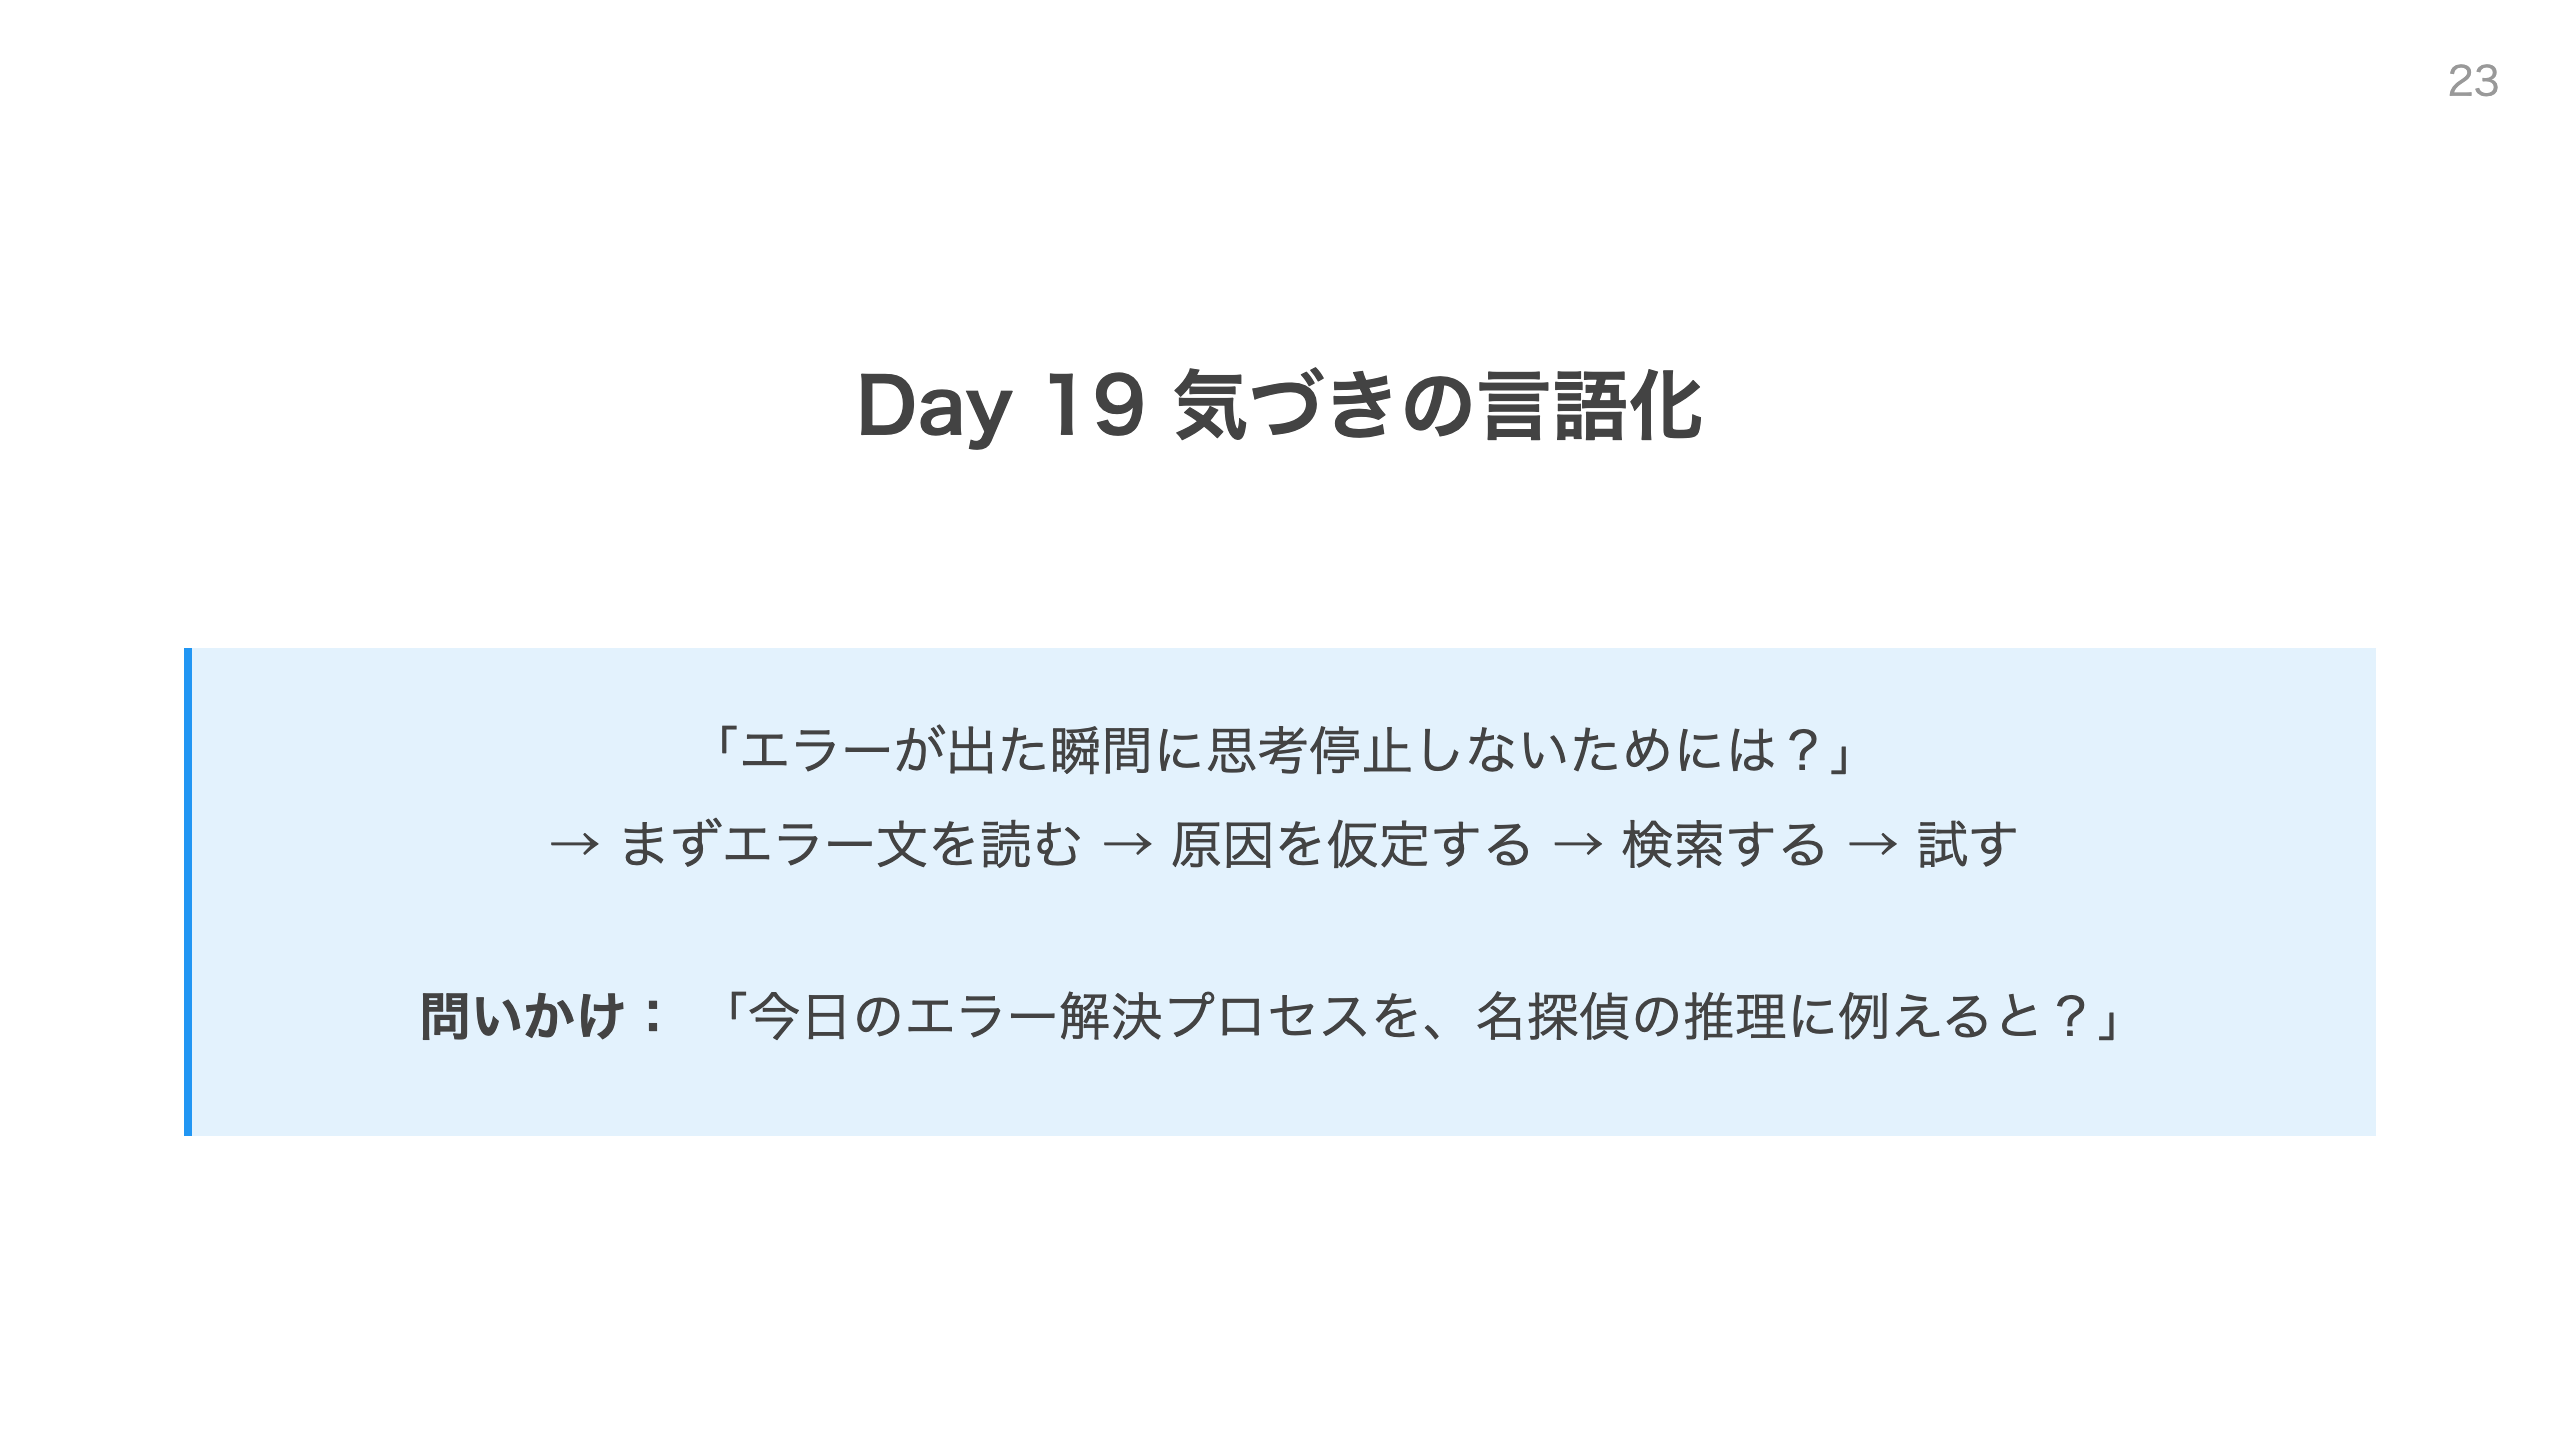 23
Day 19 気づきの言語化
「エラーが出た瞬間に思考停止しないためには？」
→ まずエラー文を読む → 原因を仮定する → 検索する → 試す
問いかけ： 「今日のエラー解決プロセスを、名探偵の推理に例えると？」